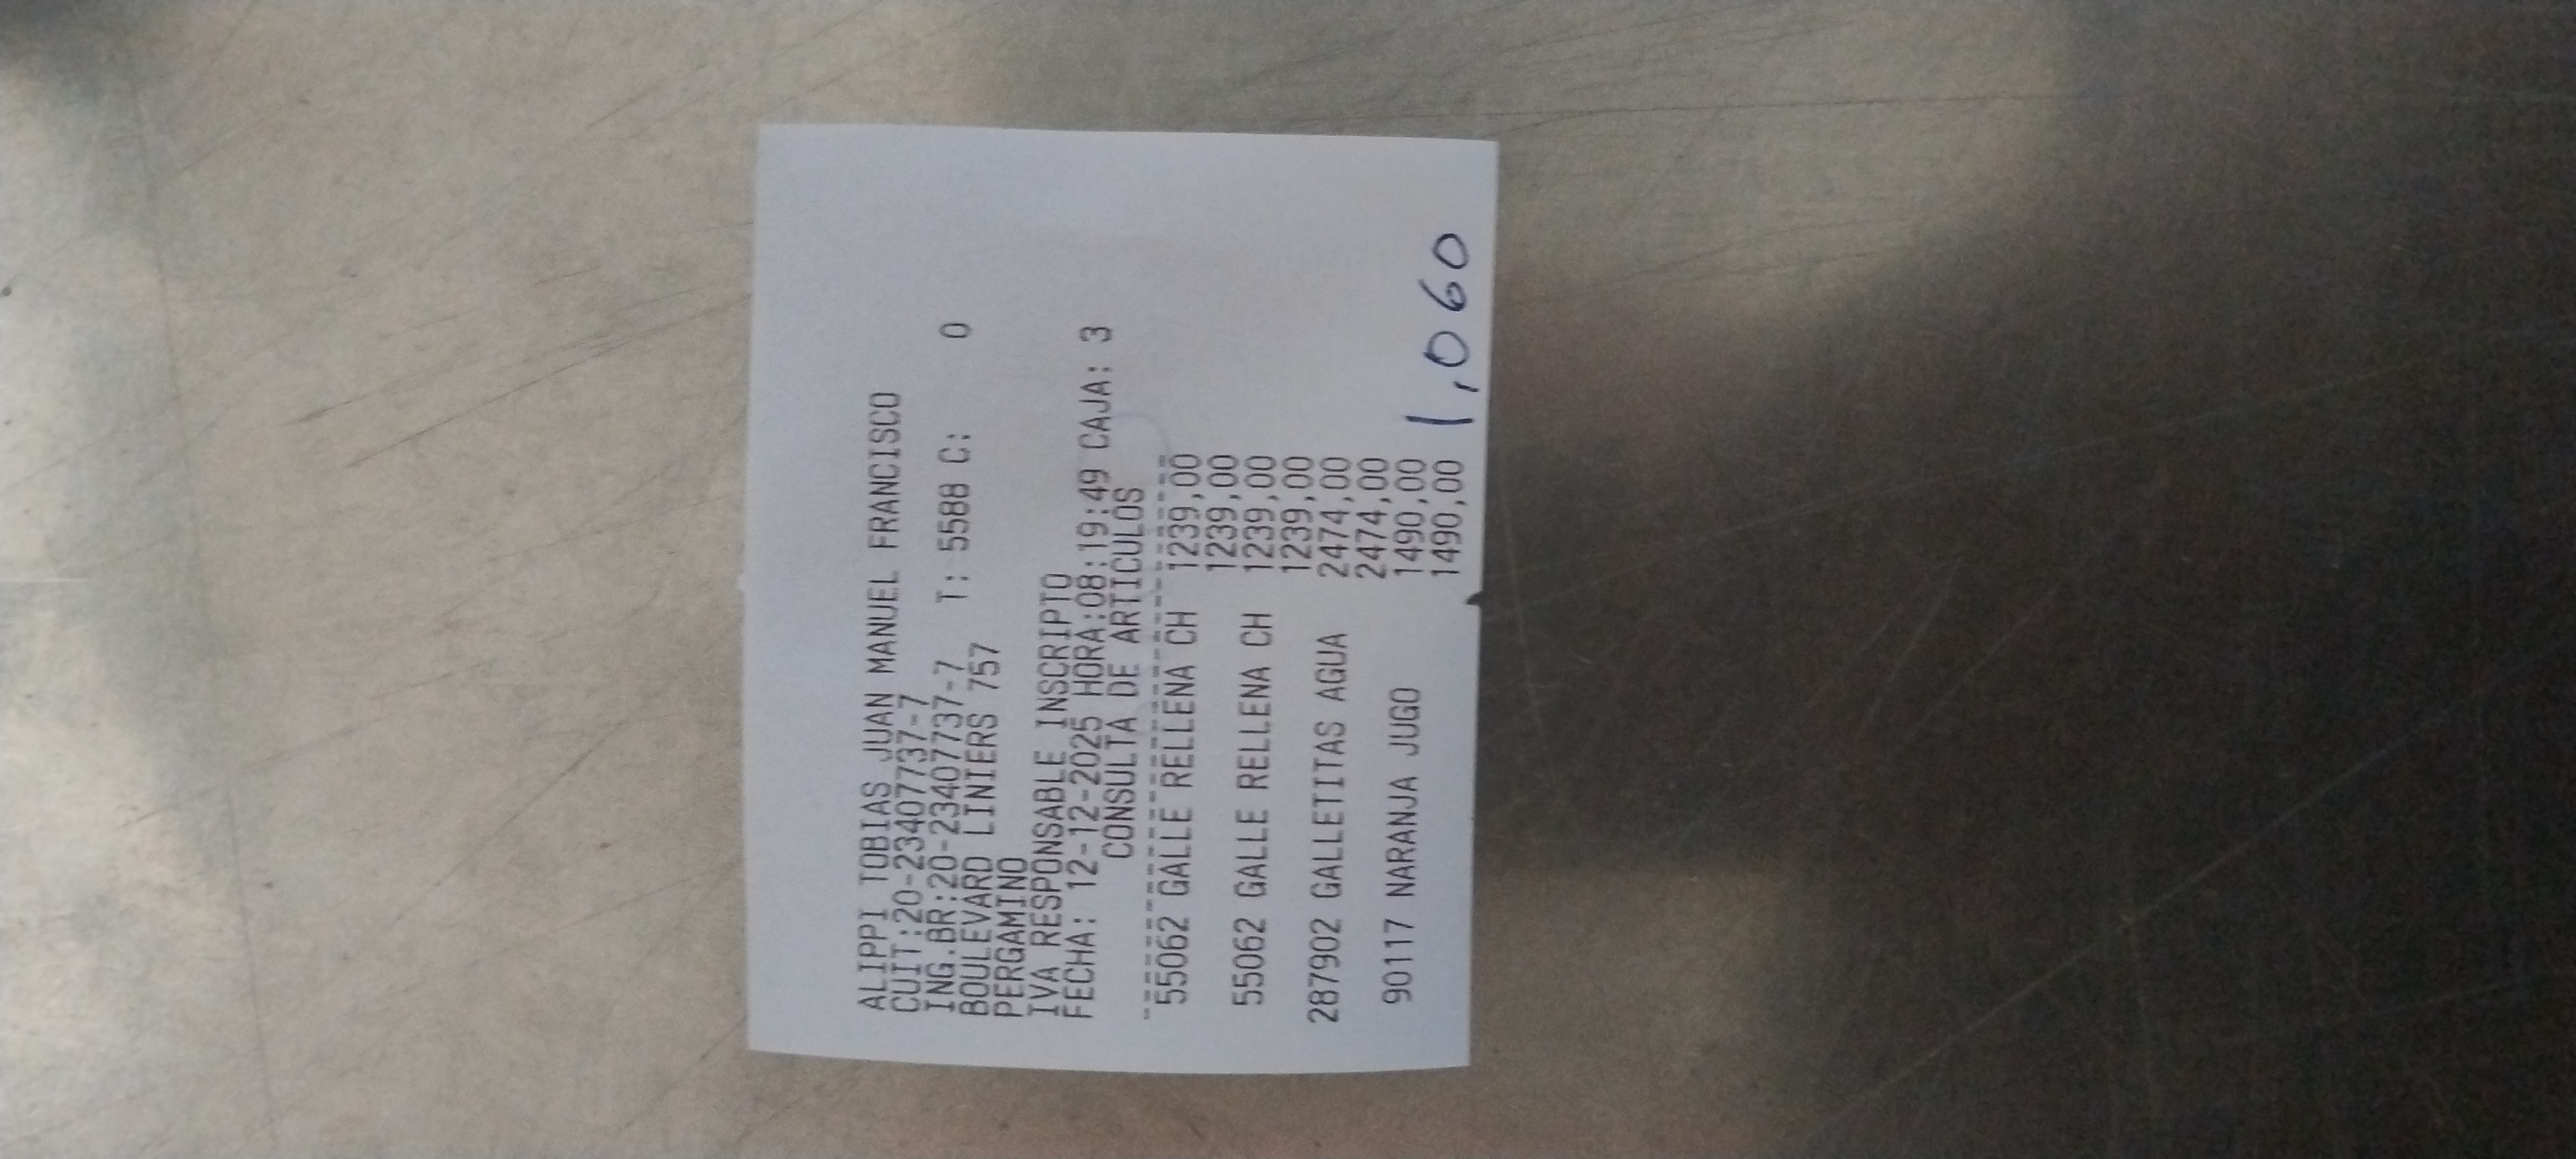 ALIPPI TOBIAS JUAN MANUEL FRANCISCO
CUIT:20-23407737-7
ING.BR:20-23407737-7 T: 5588 C: 0
BOULEVARD LINIERS 757
PERGAMINO
IVA RESPONSABLE INSCRIPTO
FECHA: 12-12-2025 HORA:08:19:49 CAJA: 3
CONSULTA DE ARTICULOS
55062 GALLE RELLENA CH 1239,00
1239,00
55062 GALLE RELLENA CH 1239,00
1239,00
287902 GALLETITAS AGUA 2474,00
2474,00
90117 NARANJA JUGO 1490,00
1490,00 1,060